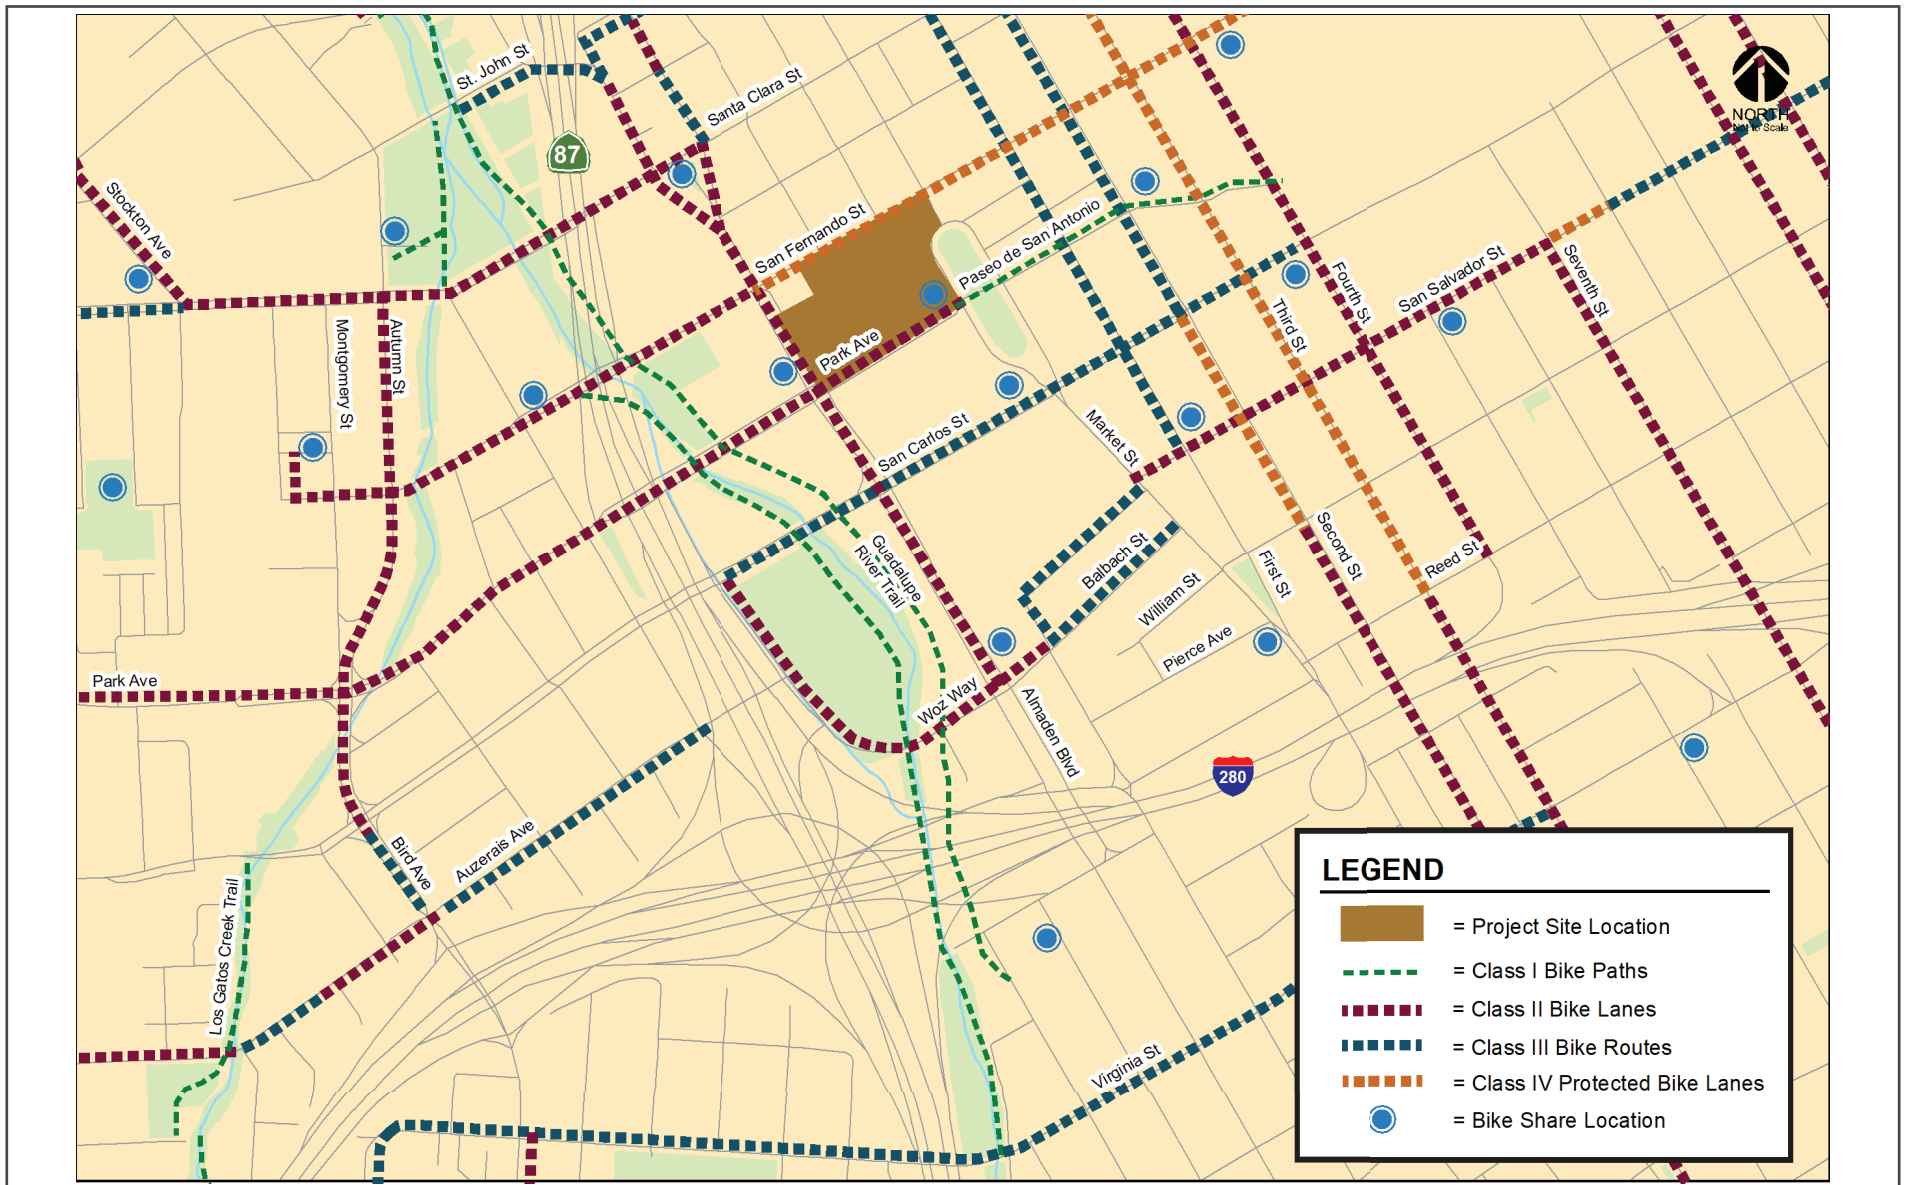 St. John St
Santa Clara St
87
NORTH
Not to Scale
Stockton Ave
San Fernando St
Paseo de San Antonio
Fourth St
San Salvador St
Seventh St
Third St
Montgomery St
Autumn St
Park Ave
San Carlos St
Market St
Guadalupe
River Trail
Balbach St
William St
Pierce Ave
First St
Second St
Reed St
Park Ave
Woz Way
Almaden Blvd
280
Bird Ave
Auzerais Ave
Los Gatos Creek Trail
Virginia St
LEGEND
= Project Site Location
= Class I Bike Paths
= Class II Bike Lanes
= Class III Bike Routes
= Class IV Protected Bike Lanes
= Bike Share Location